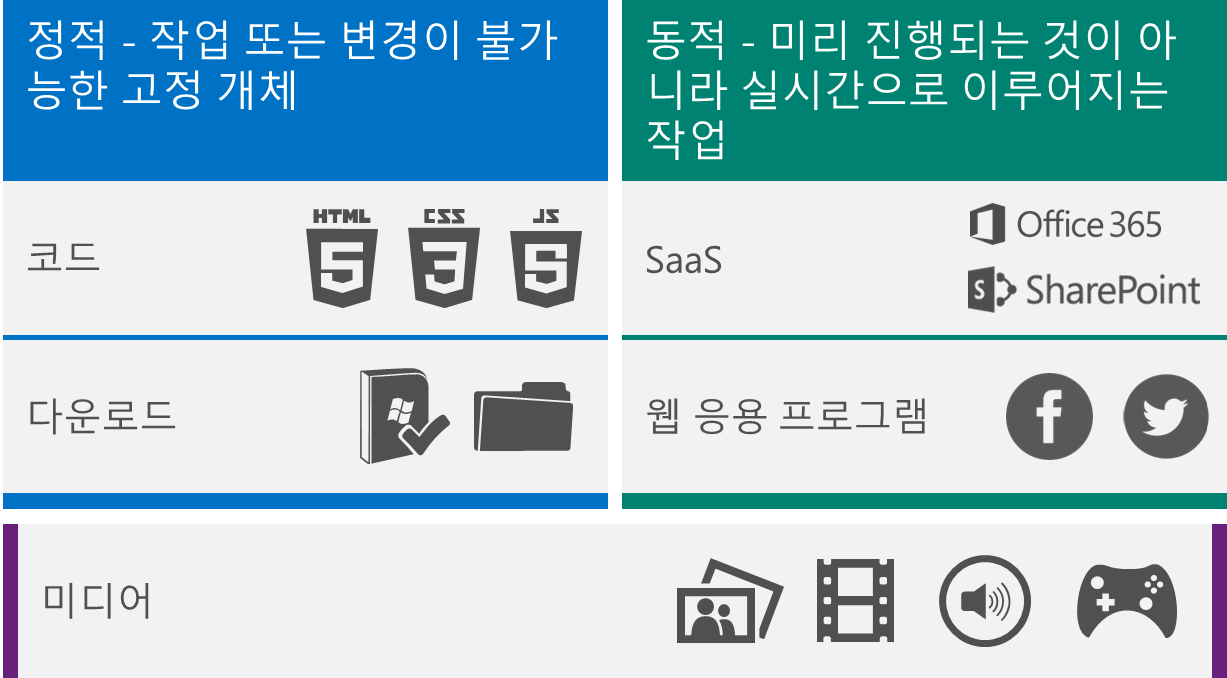 정적 - 작업 또는 변경이 불가
능한 고정 개체
코드
HTML
5
CSS
3
JS
5
다운로드
동적 - 미리 진행되는 것이 아
니라 실시간으로 이루어지는
작업
SaaS
Office 365
S
SharePoint
웹 응용 프로그램
f
미디어